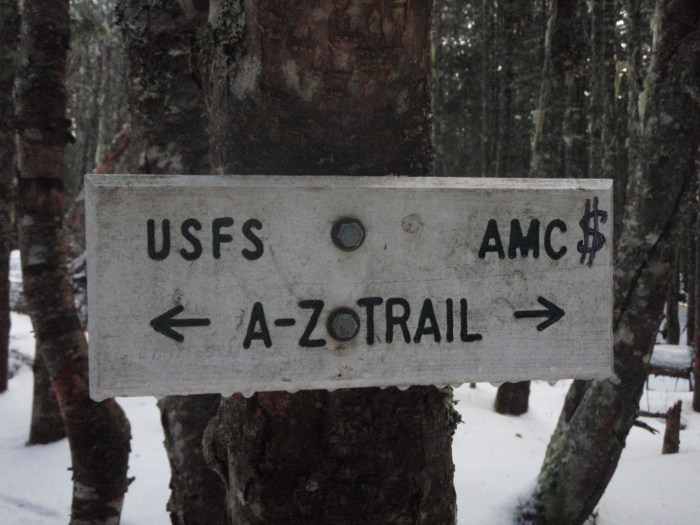 USFS AMC $
← A-Z TRAIL →